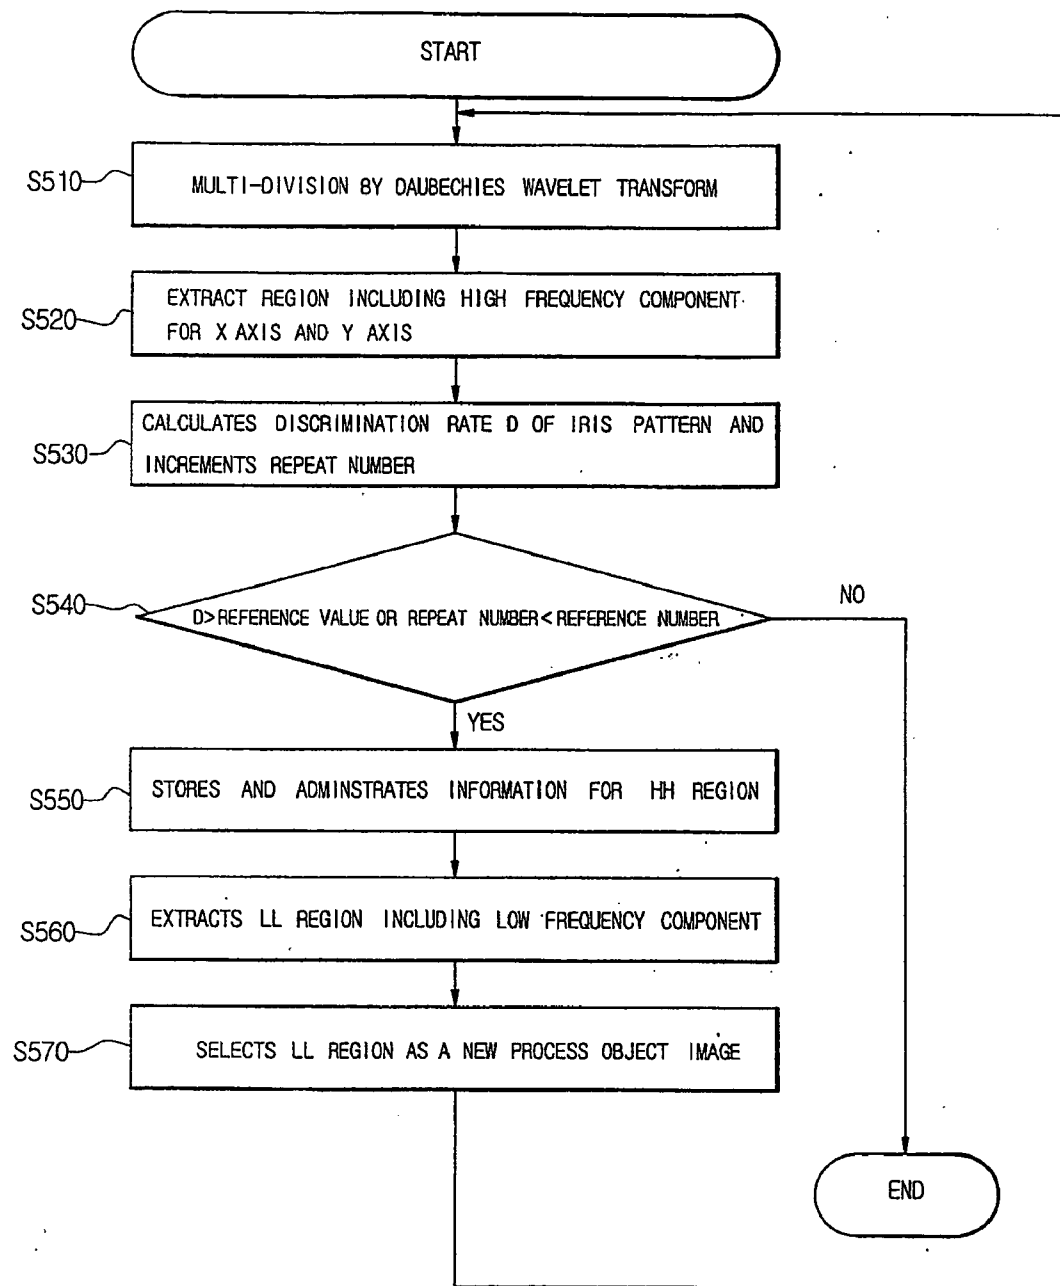 START
S510
MULTI-DIVISION BY DAUBECHIES WAVELET TRANSFORM
S520
EXTRACT REGION INCLUDING HIGH FREQUENCY COMPONENT
FOR X AXIS AND Y AXIS
S530
CALCULATES DISCRIMINATION RATE D OF IRIS PATTERN AND
INCREMENTS REPEAT NUMBER
S540
D>REFERENCE VALUE OR REPEAT NUMBER<REFERENCE NUMBER
NO
YES
S550
STORES AND ADMINSTRATES INFORMATION FOR HH REGION
S560
EXTRACTS LL REGION INCLUDING LOW FREQUENCY COMPONENT
S570
SELECTS LL REGION AS A NEW PROCESS OBJECT IMAGE
END